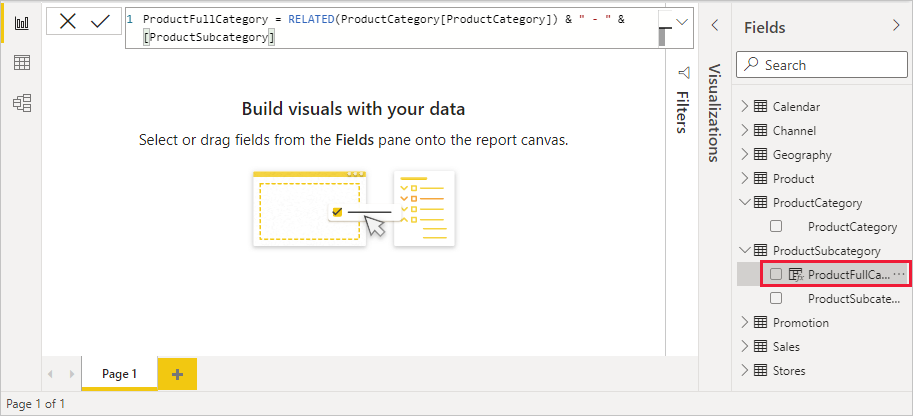 1 ProductFullCategory = RELATED(ProductCategory[ProductCategory]) & " - " &
[ProductSubcategory]
Build visuals with your data
Select or drag fields from the Fields pane onto the report canvas.
Filters
Visualizations
Fields
Search
Calendar
Channel
Geography
Product
ProductCategory
ProductCategory
ProductSubcategory
ProductFullCa...
ProductSubcate...
Promotion
Sales
Stores
Page 1
Page 1 of 1